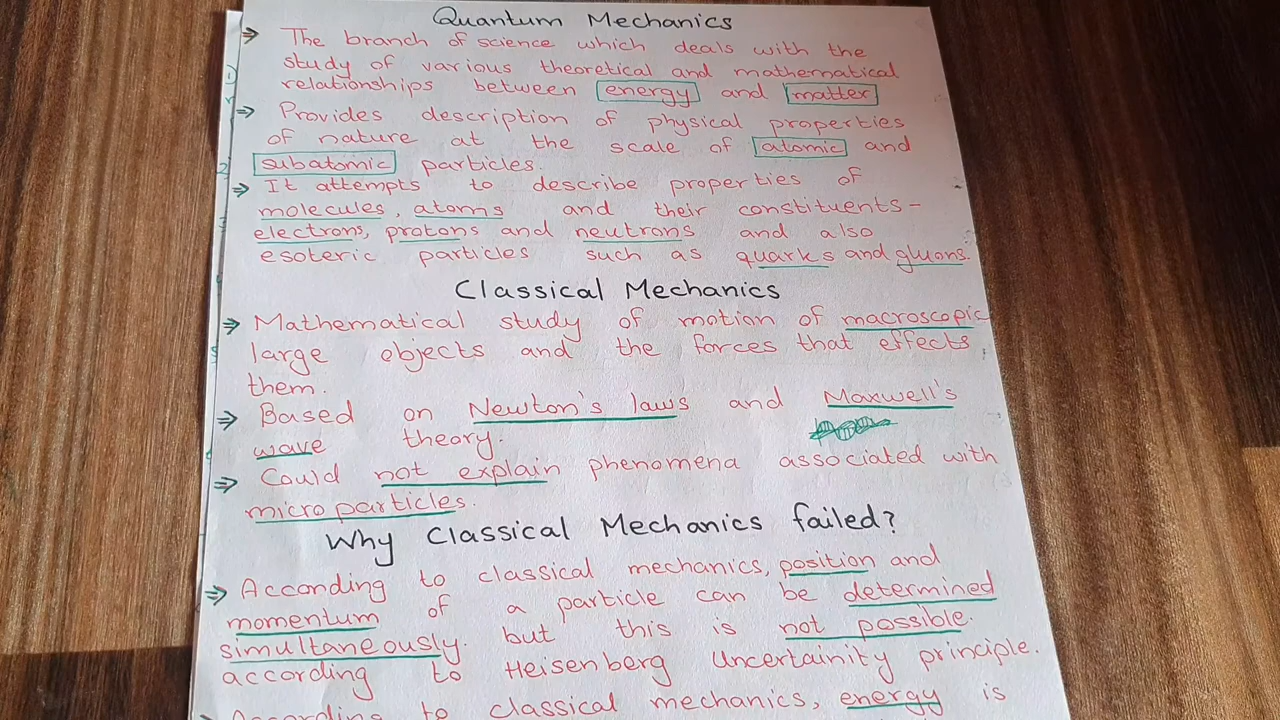 Quantum Mechanics
⇒ The branch of science which deals with the
study of various theoretical and mathematical
relationships between energy and matter
⇒ Provides description of physical properties
of nature at the scale of atomic and
subatomic particles.
⇒ It attempts to describe properties of
molecules, atoms and their constituents-
electrons, protons and neutrons and also
esoteric particles such as quarks and gluons.
Classical Mechanics
⇒ Mathematical study of motion of macroscopic
large objects and the forces that effects
them.
⇒ Based on Newton's laws and Maxwell's
wave theory.
⇒ Could not explain phenomena associated with
micro particles.
Why Classical Mechanics failed?
⇒ According to classical mechanics, position and
momentum of a particle can be determined
simultaneously. but this is not possible.
according to Heisenberg Uncertainity principle.
According to classical mechanics, energy is